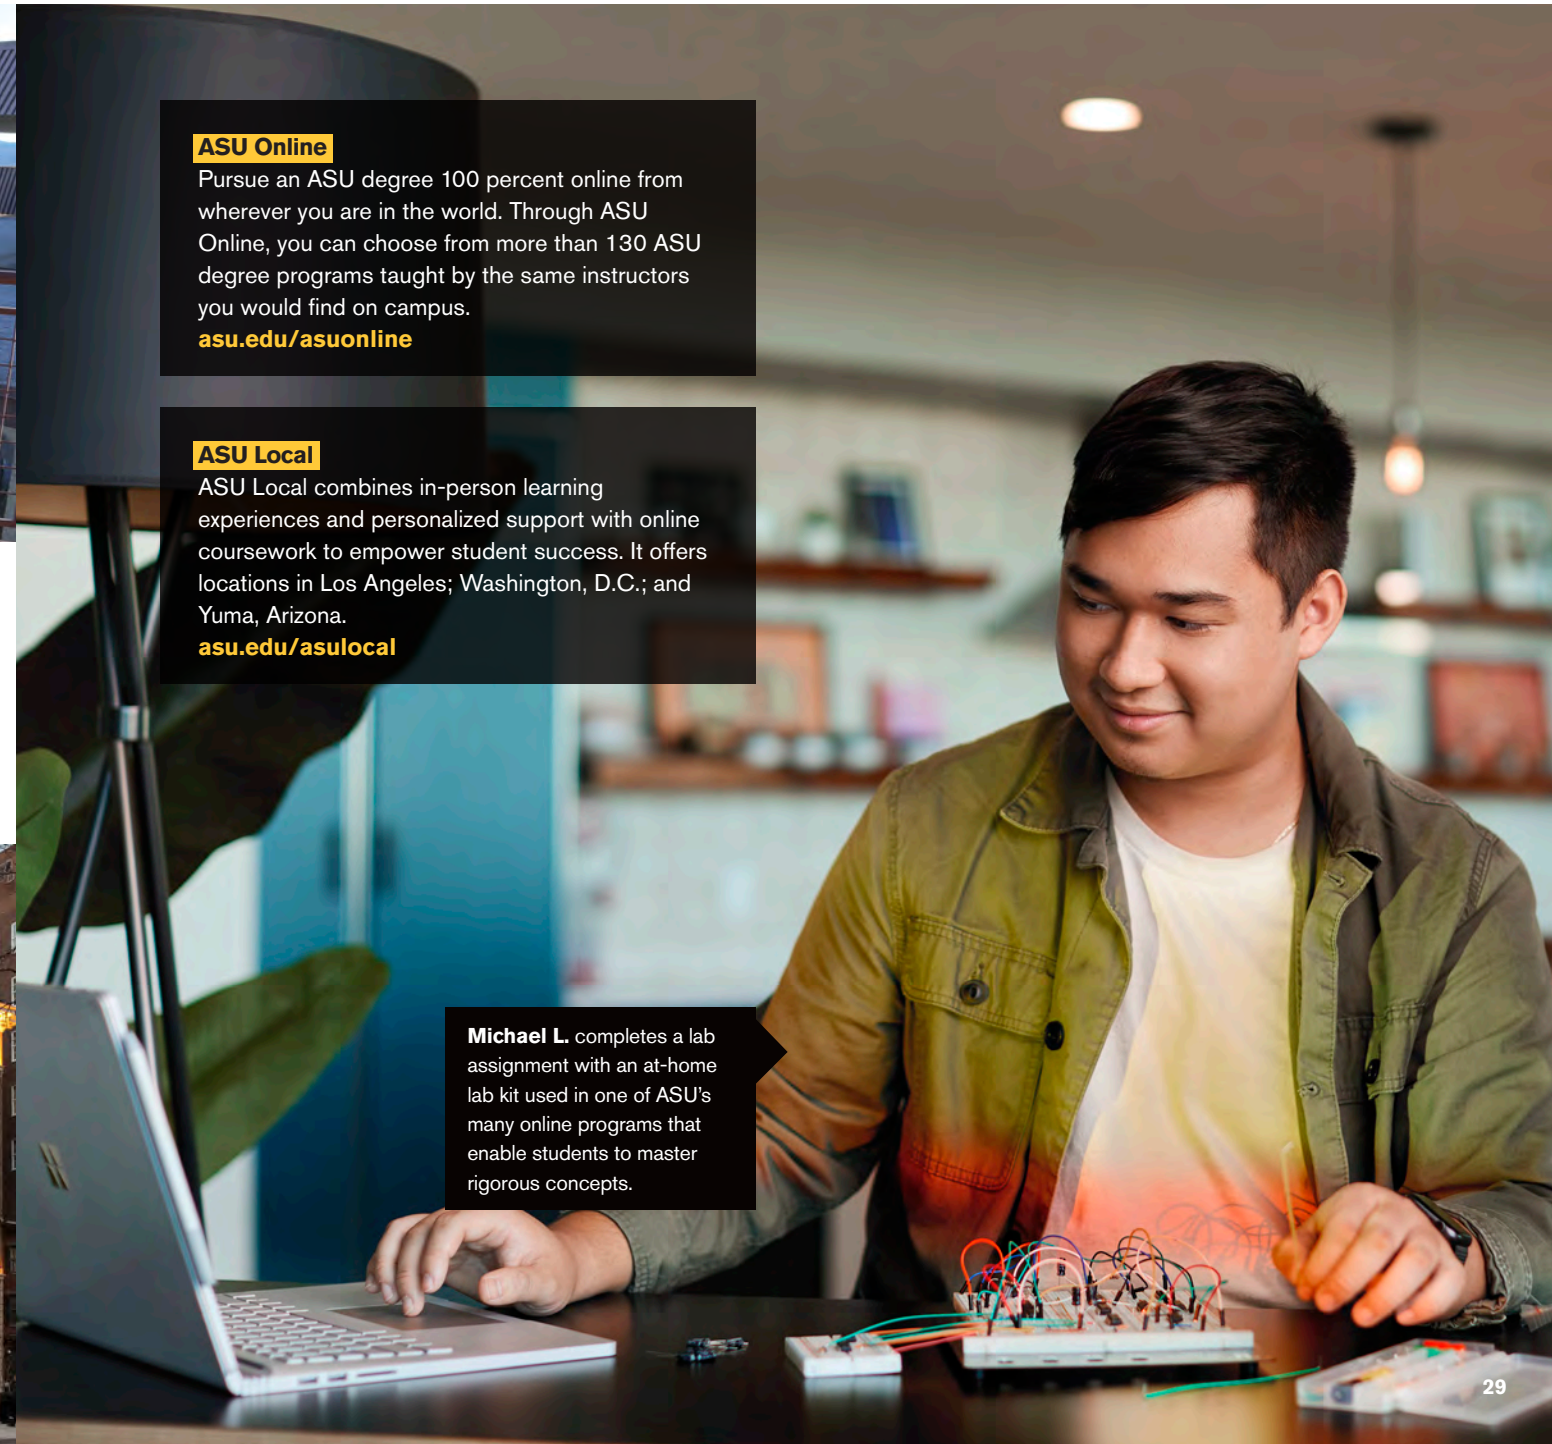 ASU Online
Pursue an ASU degree 100 percent online from
wherever you are in the world. Through ASU
Online, you can choose from more than 130 ASU
degree programs taught by the same instructors
you would find on campus.
asu.edu/asuonline
ASU Local
ASU Local combines in-person learning
experiences and personalized support with online
coursework to empower student success. It offers
locations in Los Angeles; Washington, D.C.; and
Yuma, Arizona.
asu.edu/asulocal
Michael L. completes a lab
assignment with an at-home
lab kit used in one of ASU’s
many online programs that
enable students to master
rigorous concepts.
29